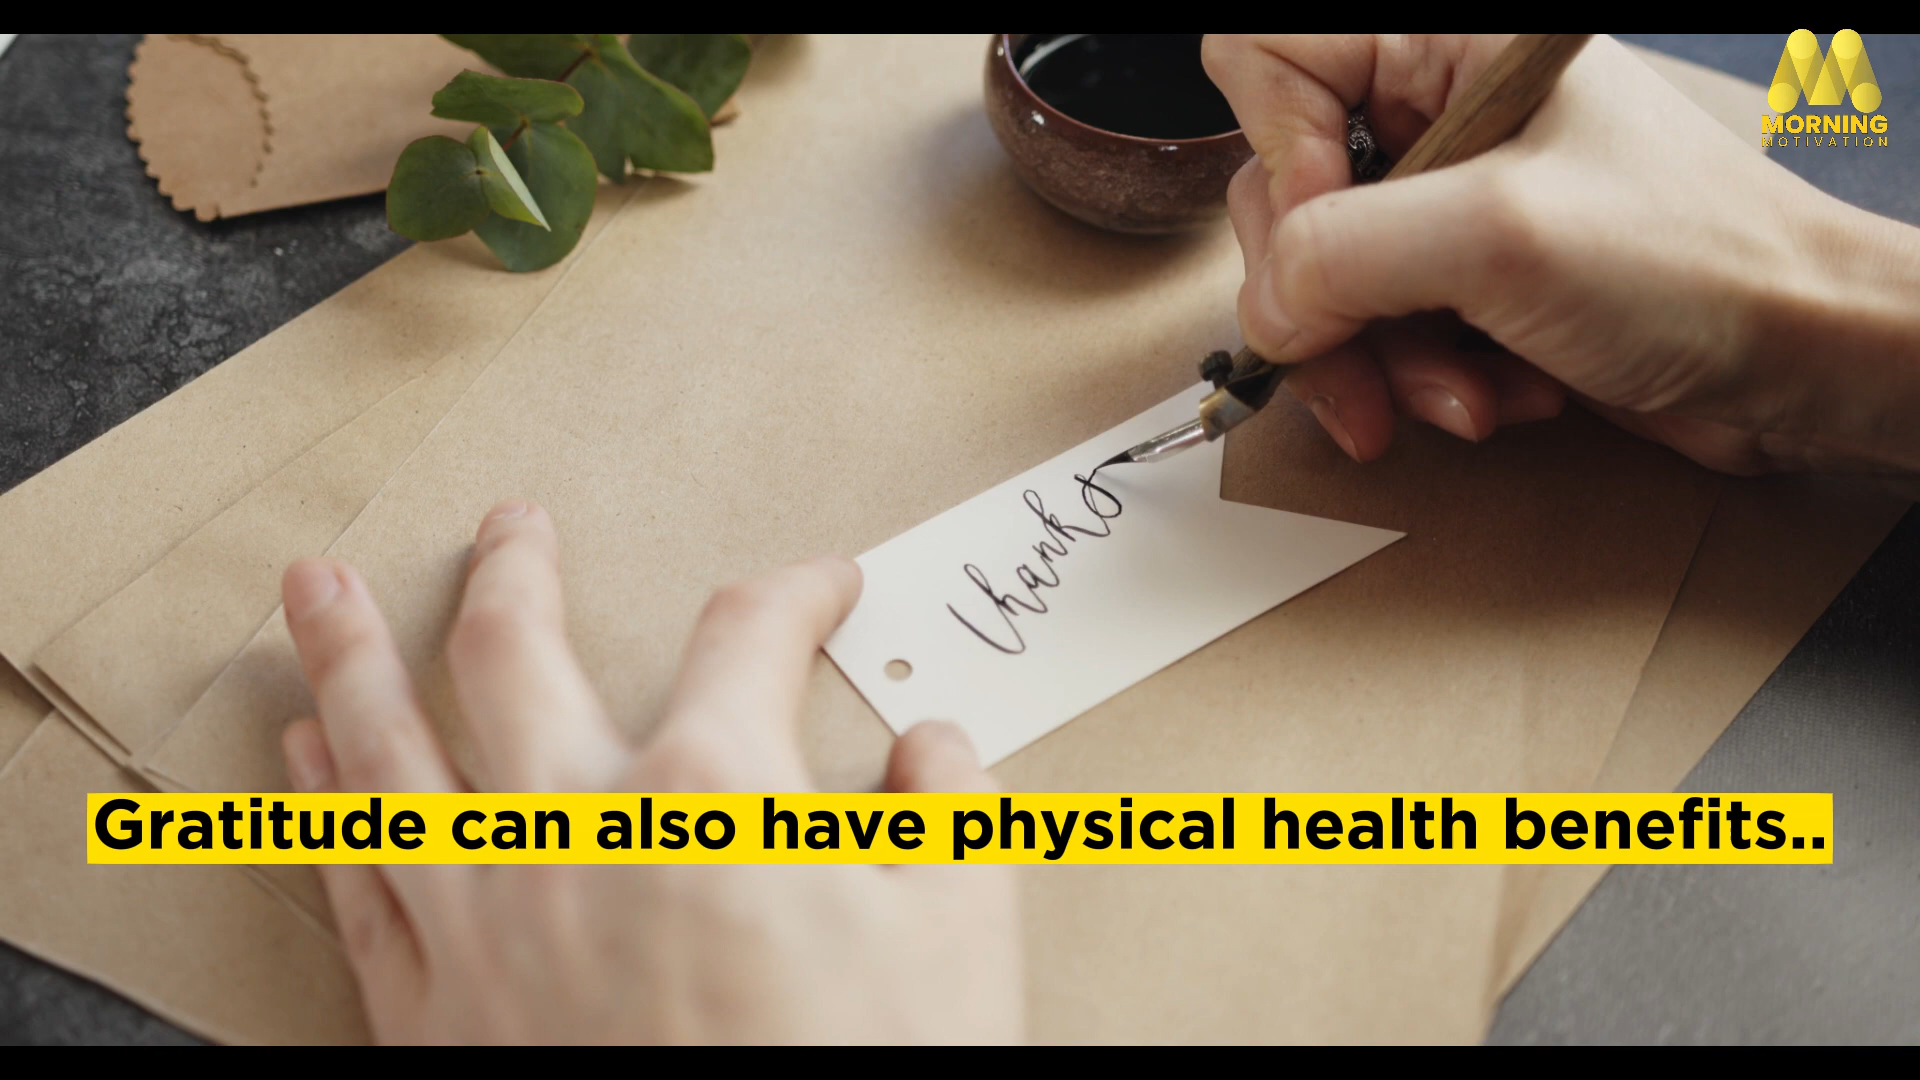 MORNING
MOTIVATION
thanks
Gratitude can also have physical health benefits..